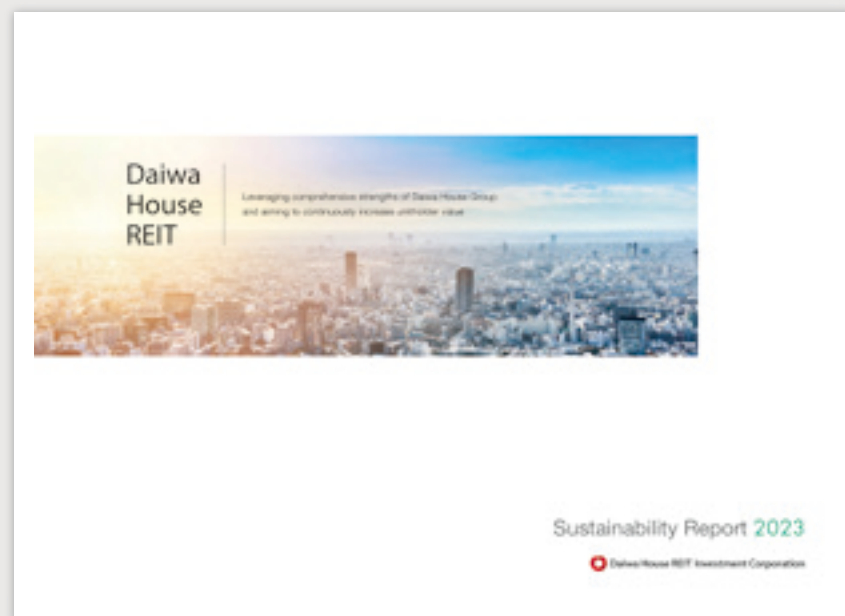 Daiwa
House
REIT
Leveraging comprehensive strengths of Daiwa House Group
and aiming to continuously increase unitholder value
Sustainability Report 2023
Daiwa House REIT Investment Corporation